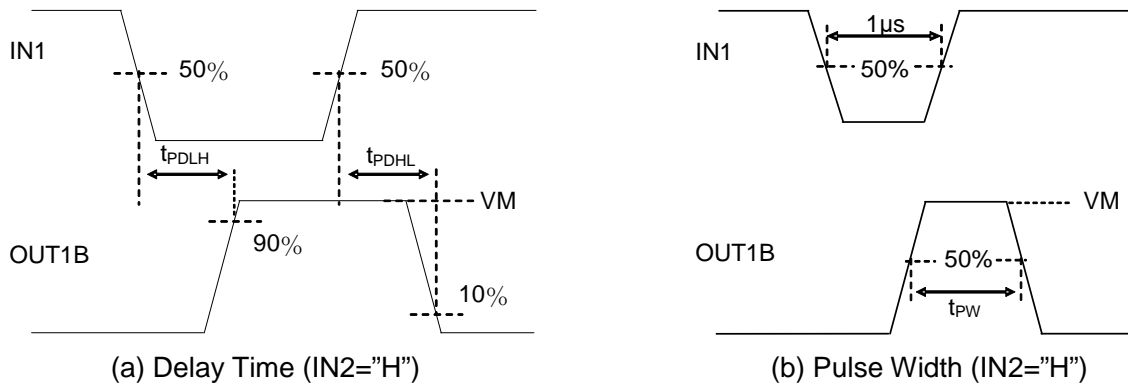 IN1
50%
50%
tPDLH
tPDHL
VM
OUT1B
90%
10%
(a) Delay Time (IN2="H")
1µs
IN1
50%
VM
OUT1B
50%
tPW
(b) Pulse Width (IN2="H")